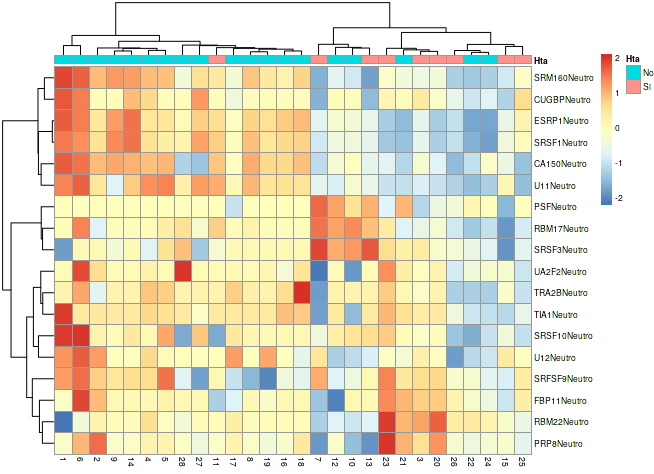 Hta
No
SI
2
1
0
-1
-2
Hta
SRM160Neutro
CUGBPNeutro
ESRP1Neutro
SRSF1Neutro
CA150Neutro
U11Neutro
PSFNeutro
RBM17Neutro
SRSF3Neutro
UA2F2Neutro
TRA2BNeutro
TIA1Neutro
SRSF10Neutro
U12Neutro
SRFSF9Neutro
FBP11Neutro
RBM22Neutro
PRP8Neutro
1 6 2 9 14 4 5 28 27 11 17 8 19 16 18 7 12 10 13 23 21 3 20 26 22 24 15 25